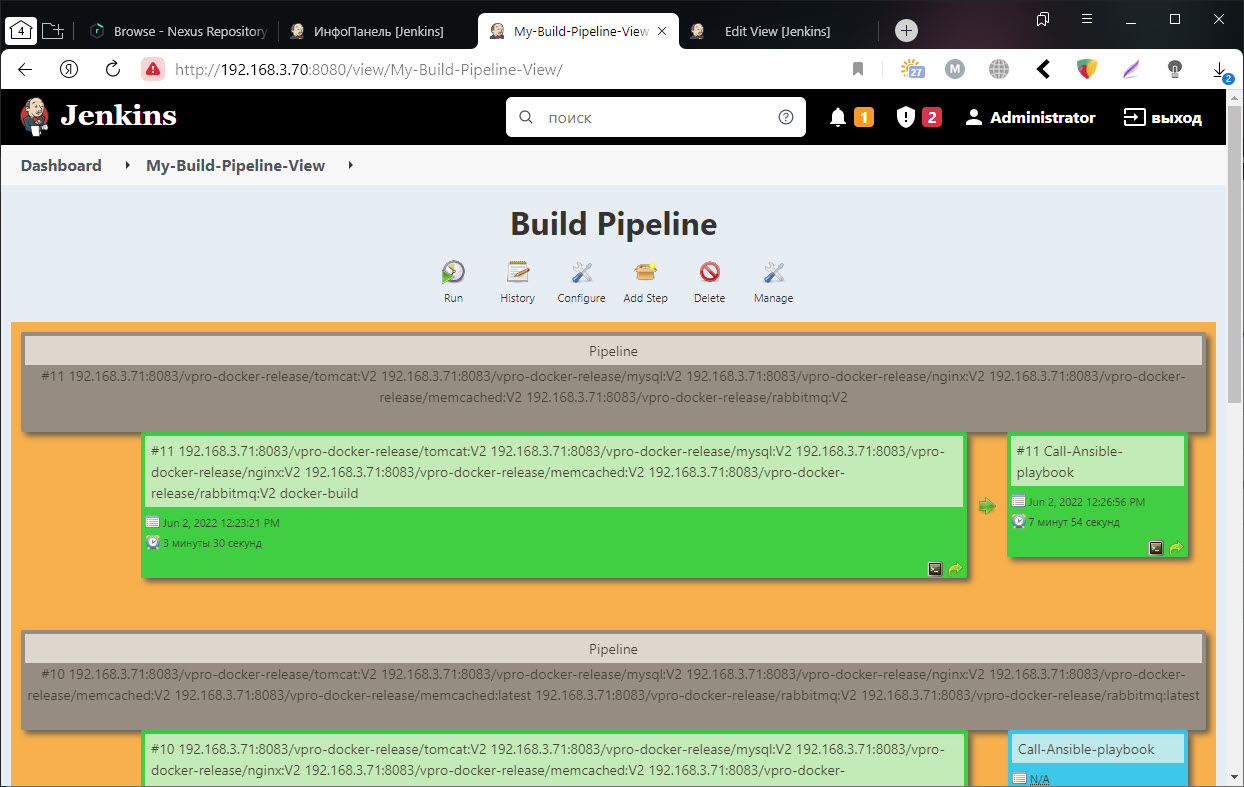 4
Browse - Nexus Repository
ИнфоПанель [Jenkins]
My-Build-Pipeline-View
Edit View [Jenkins]
Я
http://192.168.3.70:8080/view/My-Build-Pipeline-View/
27
M
2
Jenkins
поиск
1
2
Administrator
выход
Dashboard
My-Build-Pipeline-View
Build Pipeline
Run
History
Configure
Add Step
Delete
Manage
Pipeline
#11 192.168.3.71:8083/vpro-docker-release/tomcat:V2 192.168.3.71:8083/vpro-docker-release/mysql:V2 192.168.3.71:8083/vpro-docker-release/nginx:V2 192.168.3.71:8083/vpro-docker-
release/memcached:V2 192.168.3.71:8083/vpro-docker-release/rabbitmq:V2
#11 192.168.3.71:8083/vpro-docker-release/tomcat:V2 192.168.3.71:8083/vpro-docker-release/mysql:V2 192.168.3.71:8083/vpro-
docker-release/nginx:V2 192.168.3.71:8083/vpro-docker-release/memcached:V2 192.168.3.71:8083/vpro-docker-
release/rabbitmq:V2 docker-build
Jun 2, 2022 12:23:21 PM
3 минуты 30 секунд
#11 Call-Ansible-
playbook
Jun 2, 2022 12:26:56 PM
7 минут 54 секунд
Pipeline
#10 192.168.3.71:8083/vpro-docker-release/tomcat:V2 192.168.3.71:8083/vpro-docker-release/mysql:V2 192.168.3.71:8083/vpro-docker-release/nginx:V2 192.168.3.71:8083/vpro-docker-
release/memcached:V2 192.168.3.71:8083/vpro-docker-release/memcached:latest 192.168.3.71:8083/vpro-docker-release/rabbitmq:V2 192.168.3.71:8083/vpro-docker-release/rabbitmq:latest
#10 192.168.3.71:8083/vpro-docker-release/tomcat:V2 192.168.3.71:8083/vpro-docker-release/mysql:V2 192.168.3.71:8083/vpro-
docker-release/nginx:V2 192.168.3.71:8083/vpro-docker-release/memcached:V2 192.168.3.71:8083/vpro-docker-
Call-Ansible-playbook
N/A